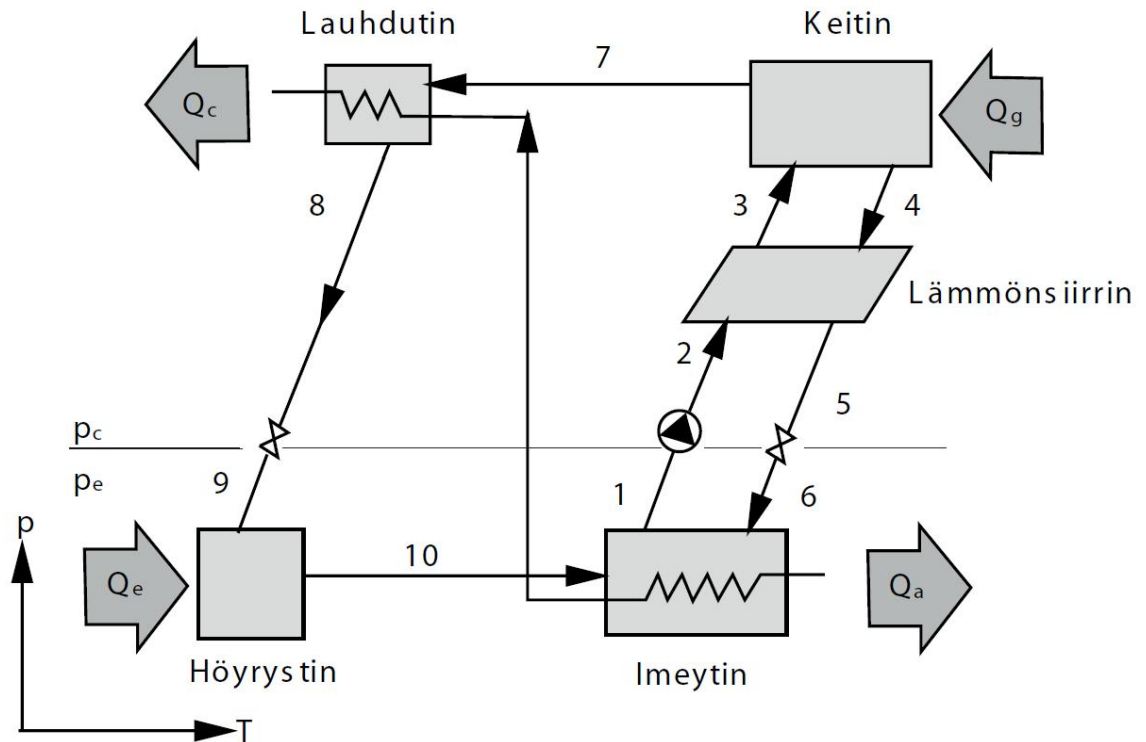 Lauhdutin
Keitin
7
Qc
Qg
8
3
4
Lämmönsiirrin
2
5
pc
pe
9
1
6
p
10
Qe
Qa
Höyrystin
Imeytin
T